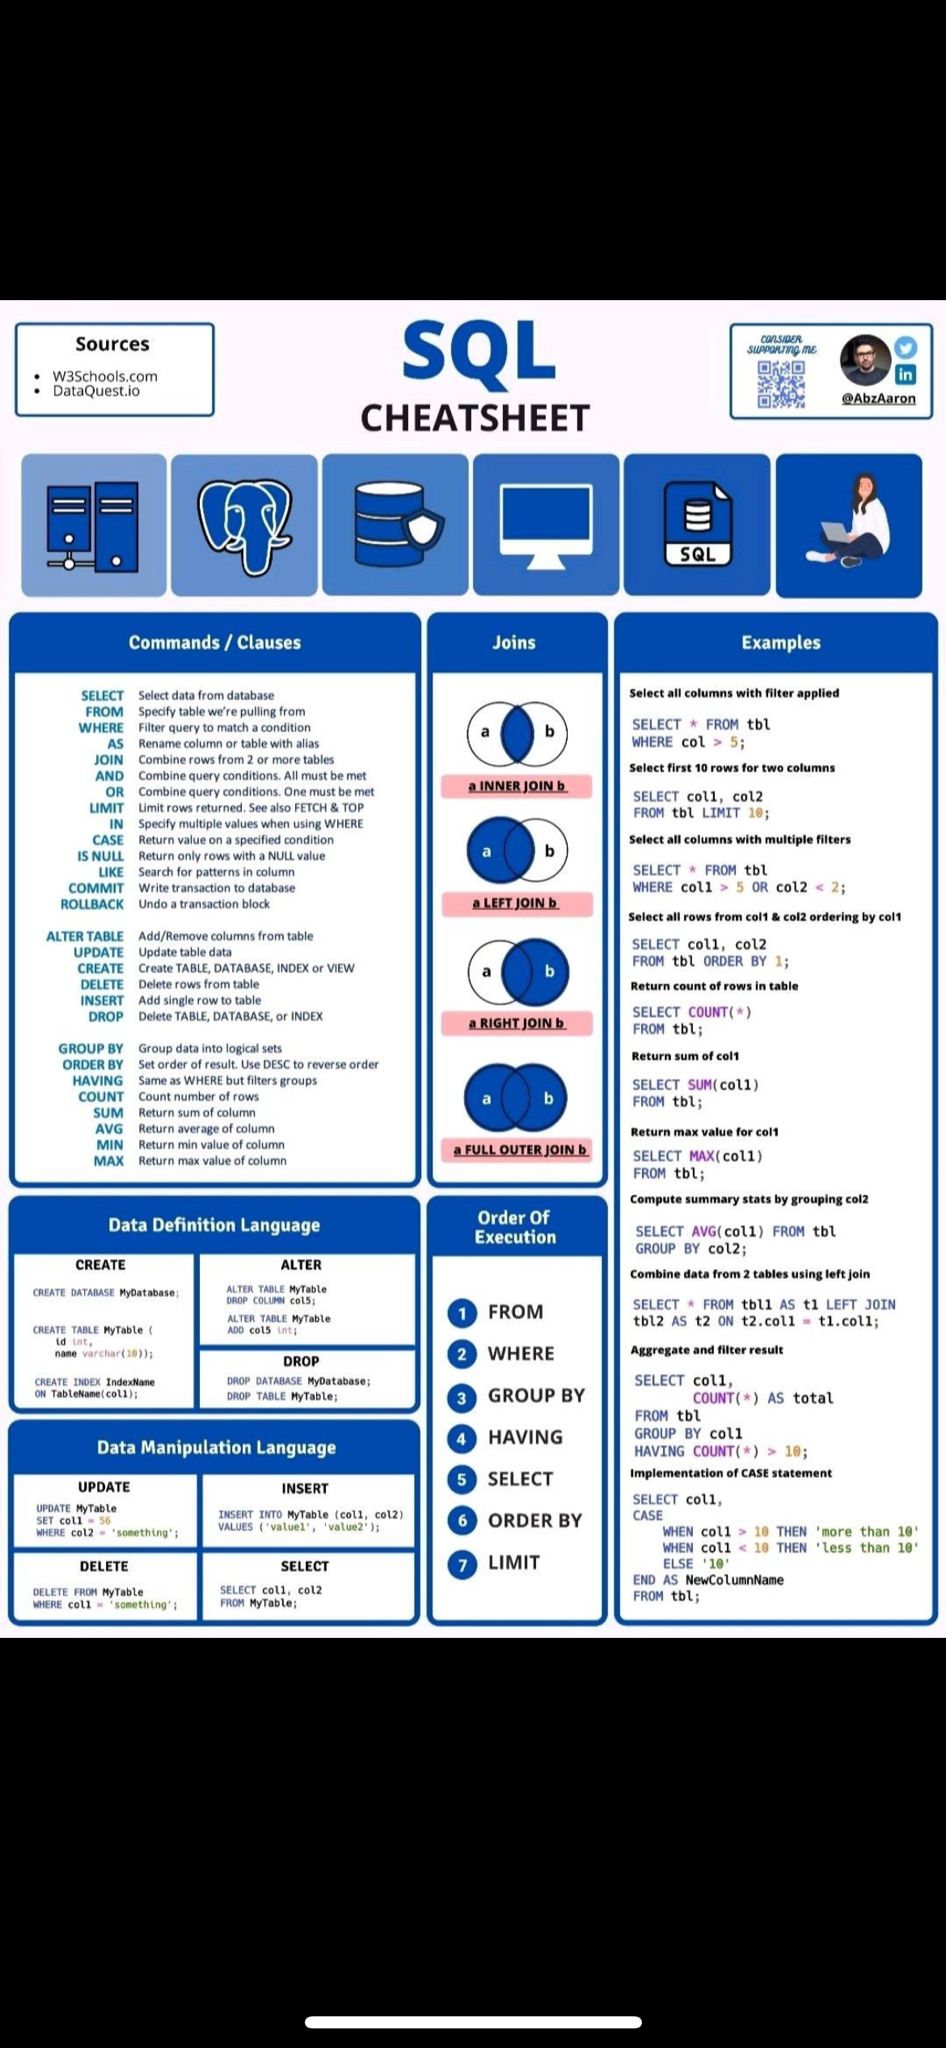 Sources
• W3Schools.com
• DataQuest.io
SQL
CHEATSHEET
CONSIDER
SUPPORTING ME
in
@AbzAaron
SQL
Commands / Clauses
SELECT Select data from database
FROM Specify table we're pulling from
WHERE Filter query to match a condition
AS Rename column or table with alias
JOIN Combine rows from 2 or more tables
AND Combine query conditions. All must be met
OR Combine query conditions. One must be met
LIMIT Limit rows returned. See also FETCH & TOP
IN Specify multiple values when using WHERE
CASE Return value on a specified condition
IS NULL Return only rows with a NULL value
LIKE Search for patterns in column
COMMIT Write transaction to database
ROLLBACK Undo a transaction block
ALTER TABLE Add/Remove columns from table
UPDATE Update table data
CREATE Create TABLE, DATABASE, INDEX or VIEW
DELETE Delete rows from table
INSERT Add single row to table
DROP Delete TABLE, DATABASE, or INDEX
GROUP BY Group data into logical sets
ORDER BY Set order of result. Use DESC to reverse order
HAVING Same as WHERE but filters groups
COUNT Count number of rows
SUM Return sum of column
AVG Return average of column
MIN Return min value of column
MAX Return max value of column
Joins
a b
a INNER JOIN b
a b
a LEFT JOIN b
a b
a RIGHT JOIN b
a b
a FULL OUTER JOIN b
Examples
Select all columns with filter applied
SELECT * FROM tbl
WHERE col > 5;
Select first 10 rows for two columns
SELECT col1, col2
FROM tbl LIMIT 10;
Select all columns with multiple filters
SELECT * FROM tbl
WHERE col1 > 5 OR col2 < 2;
Select all rows from col1 & col2 ordering by col1
SELECT col1, col2
FROM tbl ORDER BY 1;
Return count of rows in table
SELECT COUNT(*)
FROM tbl;
Return sum of col1
SELECT SUM(col1)
FROM tbl;
Return max value for col1
SELECT MAX(col1)
FROM tbl;
Compute summary stats by grouping col2
SELECT AVG(col1) FROM tbl
GROUP BY col2;
Combine data from 2 tables using left join
SELECT * FROM tbl1 AS t1 LEFT JOIN
tbl2 AS t2 ON t2.col1 = t1.col1;
Aggregate and filter result
SELECT col1,
COUNT(*) AS total
FROM tbl
GROUP BY col1
HAVING COUNT(*) > 10;
Implementation of CASE statement
SELECT col1,
CASE
WHEN col1 > 10 THEN 'more than 10'
WHEN col1 < 10 THEN 'less than 10'
ELSE '10'
END AS NewColumnName
FROM tbl;
Data Definition Language
CREATE
CREATE DATABASE MyDatabase;
CREATE TABLE MyTable (
id int,
name varchar(10));
CREATE INDEX IndexName
ON TableName(col1);
ALTER
ALTER TABLE MyTable
DROP COLUMN col5;
ALTER TABLE MyTable
ADD col5 int;
DROP
DROP DATABASE MyDatabase;
DROP TABLE MyTable;
Data Manipulation Language
UPDATE
UPDATE MyTable
SET col1 = 56
WHERE col2 = 'something';
INSERT
INSERT INTO MyTable (col1, col2)
VALUES ('value1', 'value2');
DELETE
DELETE FROM MyTable
WHERE col1 = 'something';
SELECT
SELECT col1, col2
FROM MyTable;
Order Of
Execution
1 FROM
2 WHERE
3 GROUP BY
4 HAVING
5 SELECT
6 ORDER BY
7 LIMIT